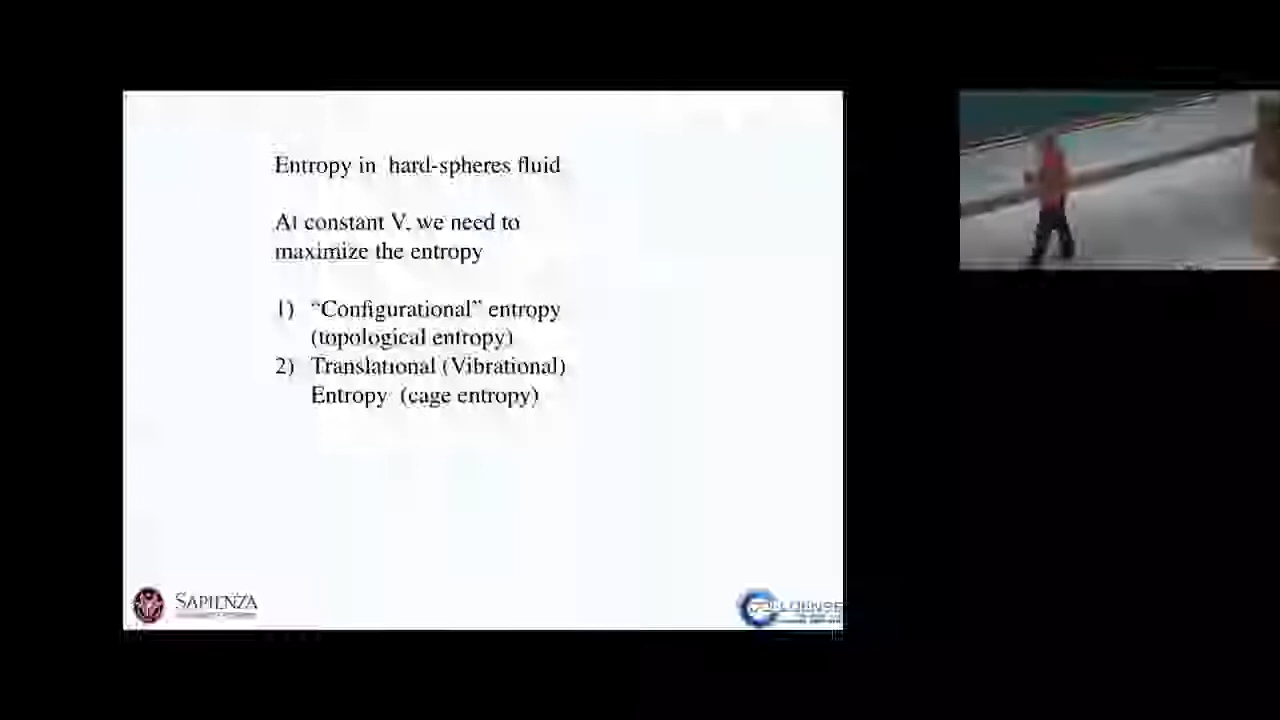 Entropy in hard-spheres fluid
At constant V, we need to
maximize the entropy
1) “Configurational” entropy
(topological entropy)
2) Translational (Vibrational)
Entropy (cage entropy)
SAPIENZA